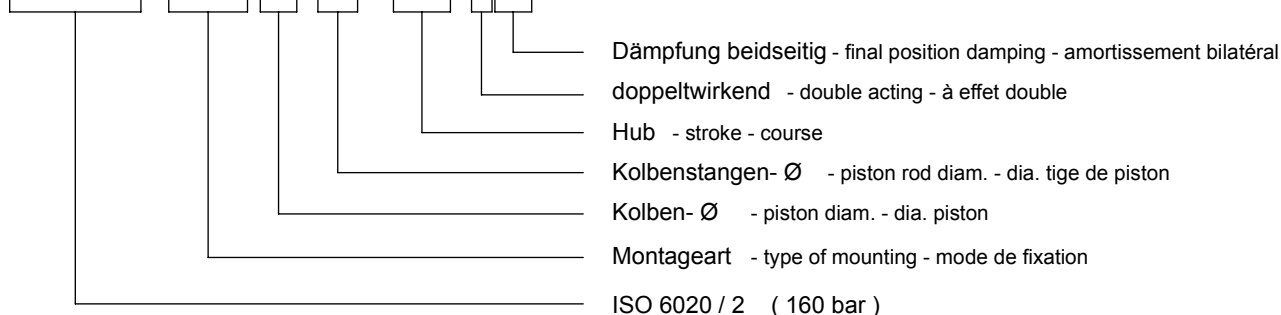 Dämpfung beidseitig - final position damping - amortissement bilatéral
doppeltwirkend - double acting - à effet double
Hub - stroke - course
Kolbenstangen- Ø - piston rod diam. - dia. tige de piston
Kolben- Ø - piston diam. - dia. piston
Montageart - type of mounting - mode de fixation
ISO 6020 / 2 ( 160 bar )